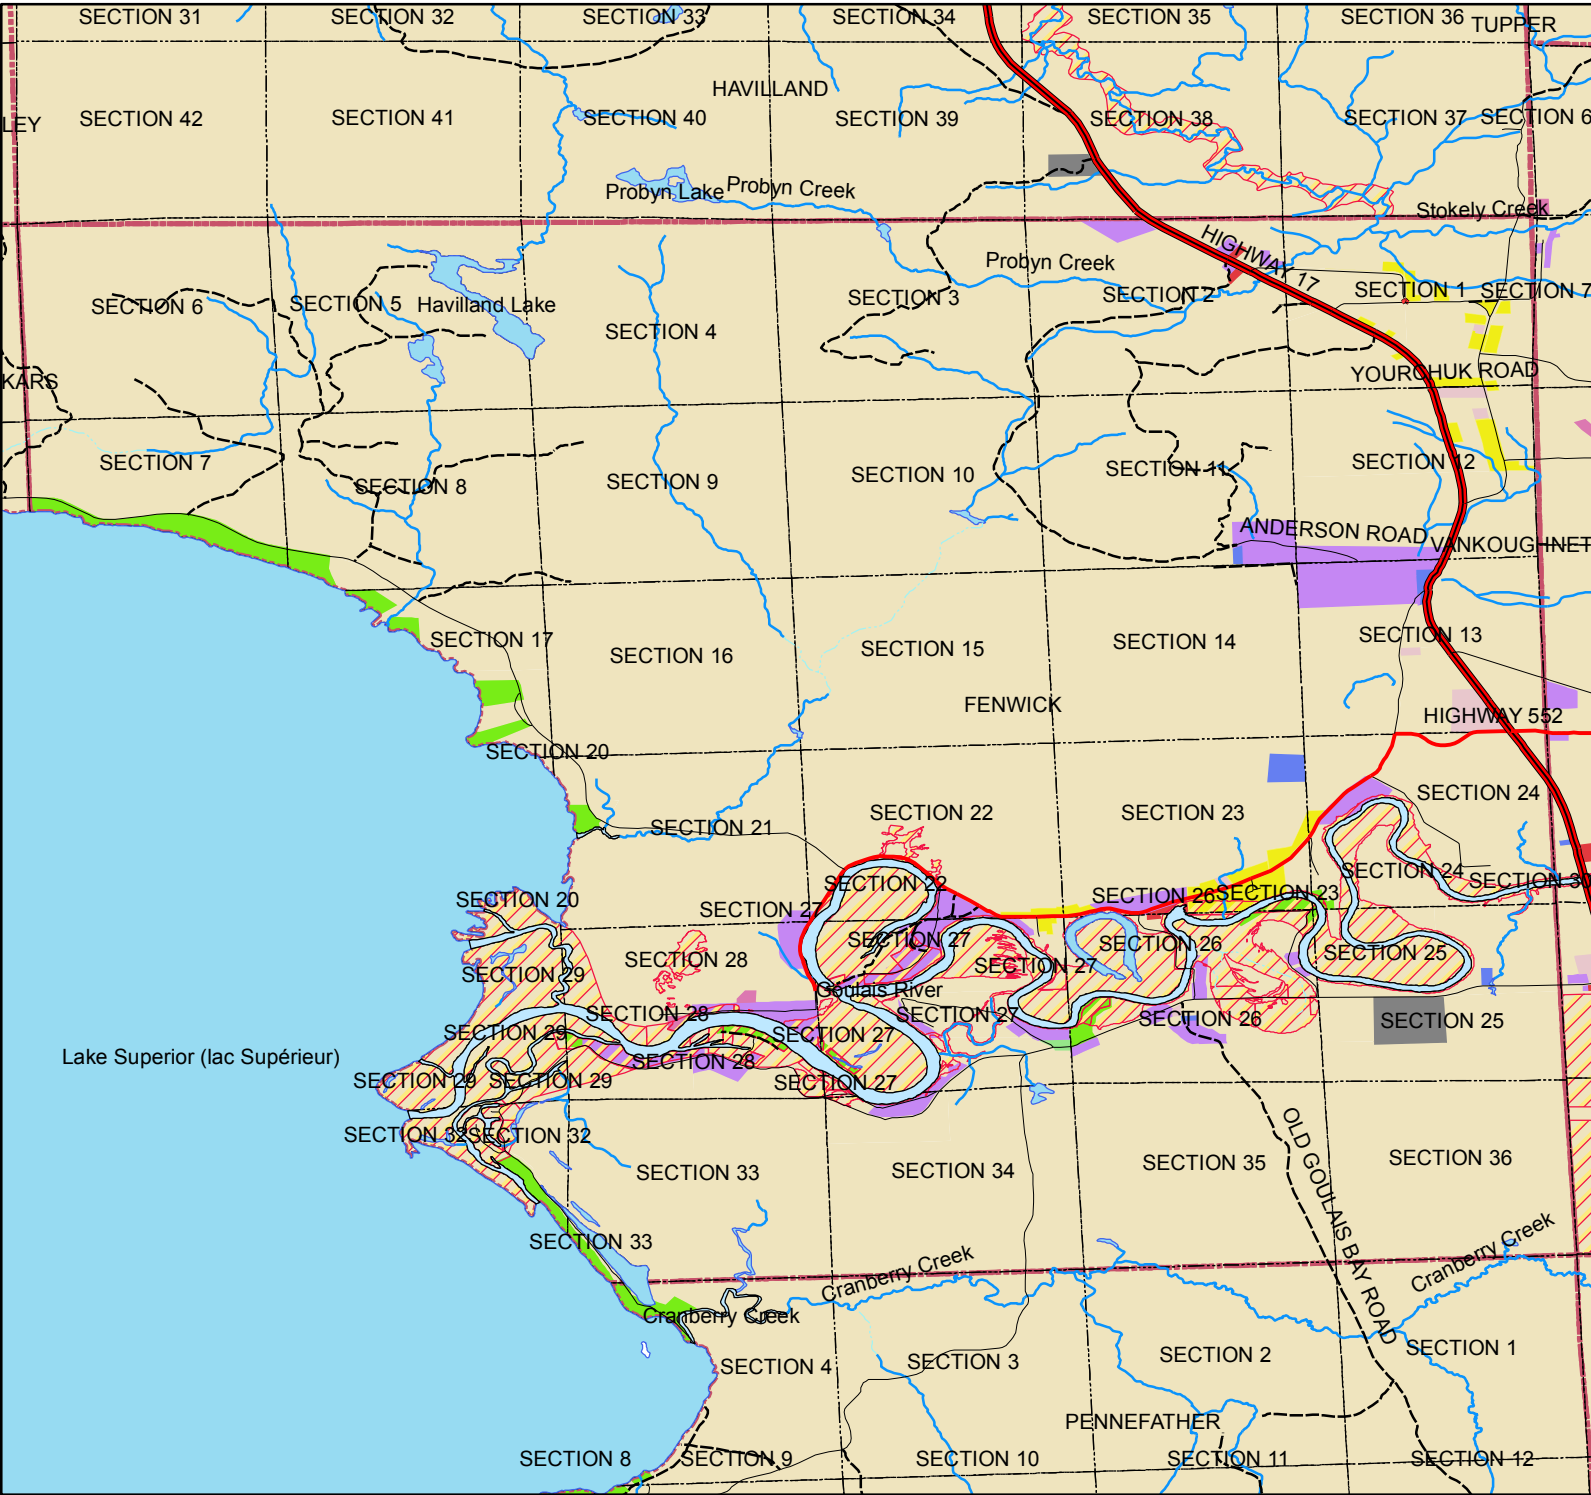 SECTION 31
SECTION 32
SECTION 33
SECTION 34
SECTION 35
SECTION 36
TUPPER
HAVILLAND
LEY
SECTION 42
SECTION 41
SECTION 40
SECTION 39
SECTION 38
SECTION 37
SECTION 6
Probyn Lake
Probyn Creek
Stokely Creek
HIGHWAY 17
Probyn Creek
SECTION 6
SECTION 5
Havilland Lake
SECTION 4
SECTION 3
SECTION 2
SECTION 1
SECTION 7
KARS
YOURCHUK ROAD
SECTION 7
SECTION 8
SECTION 9
SECTION 10
SECTION 11
SECTION 12
ANDERSON ROAD
VANKOUGHNET
SECTION 17
SECTION 16
SECTION 15
SECTION 14
SECTION 13
FENWICK
HIGHWAY 552
SECTION 20
SECTION 21
SECTION 22
SECTION 23
SECTION 24
SECTION 20
SECTION 27
SECTION 22
SECTION 26
SECTION 23
SECTION 24
SECTION 30
SECTION 29
SECTION 28
SECTION 27
SECTION 27
SECTION 26
SECTION 25
Goulais River
SECTION 29
SECTION 28
SECTION 27
SECTION 27
SECTION 26
SECTION 25
Lake Superior (lac Supérieur)
SECTION 28
SECTION 29
SECTION 29
SECTION 27
SECTION 32
SECTION 32
SECTION 33
SECTION 34
SECTION 35
SECTION 36
OLD GOULAIS BAY ROAD
SECTION 33
Cranberry Creek
Cranberry Creek
Cranberry Creek
SECTION 4
SECTION 3
SECTION 2
SECTION 1
PENNEFATHER
SECTION 8
SECTION 9
SECTION 10
SECTION 11
SECTION 12